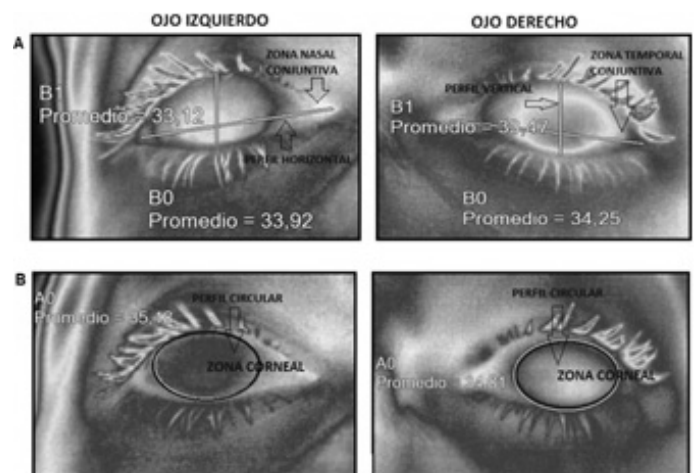 OJO IZQUIERDO
OJO DERECHO
A
ZONA NASAL
CONJUNTIVA
B1
Promedio = 33,12
PERFIL HORIZONTAL
B0
Promedio = 33,92
ZONA TEMPORAL
CONJUNTIVA
PERFIL VERTICAL
B1
Promedio =
B0
Promedio = 34,25
B
A0
Promedio =
PERFIL CIRCULAR
ZONA CORNEAL
PERFIL CIRCULAR
A0
Promedio =
ZONA CORNEAL